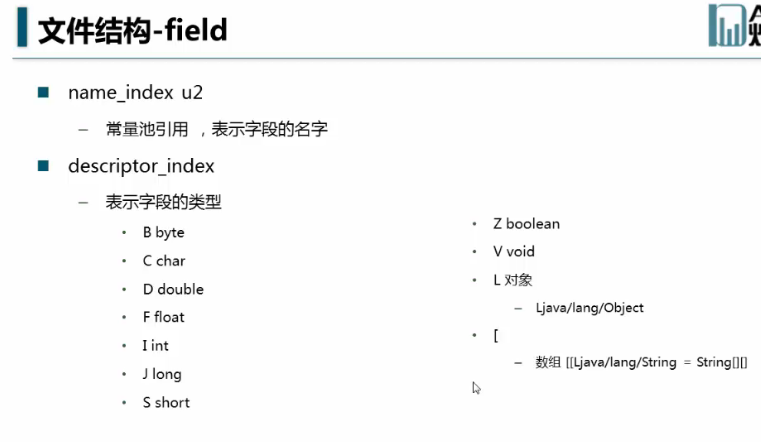 文件结构-field
name_index u2
– 常量池引用 ，表示字段的名字
descriptor_index
– 表示字段的类型
• B byte
• C char
• D double
• F float
• I int
• J long
• S short
• Z boolean
• V void
• L 对象
– Ljava/lang/Object
• [
– 数组 [[Ljava/lang/String = String[][]